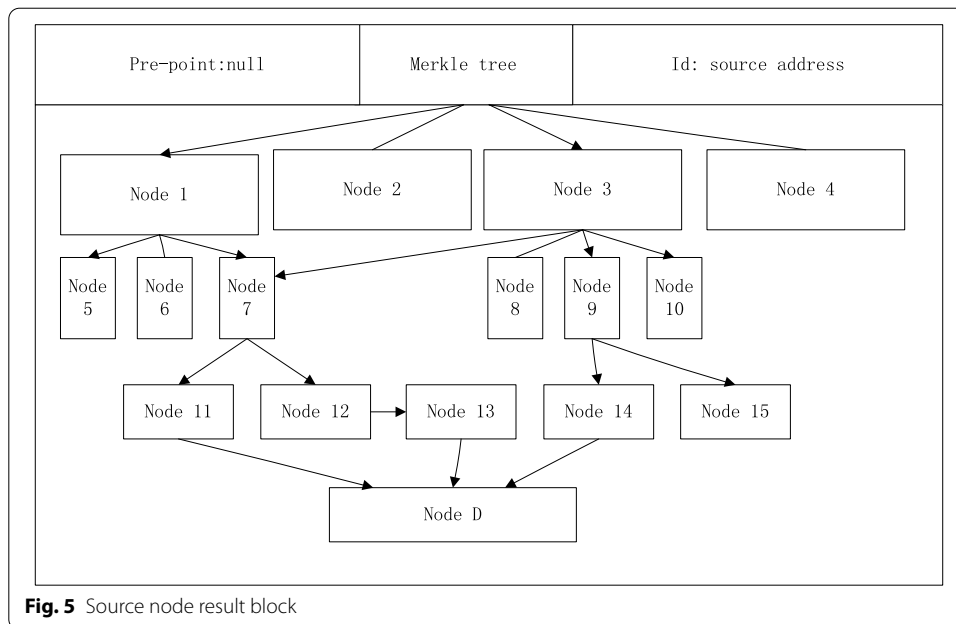 Pre-point:null
Merkle tree
Id: source address
Node 1
Node 2
Node 3
Node 4
Node
5
Node
6
Node
7
Node
8
Node
9
Node
10
Node 11
Node 12
Node 13
Node 14
Node 15
Node D
Fig. 5 Source node result block